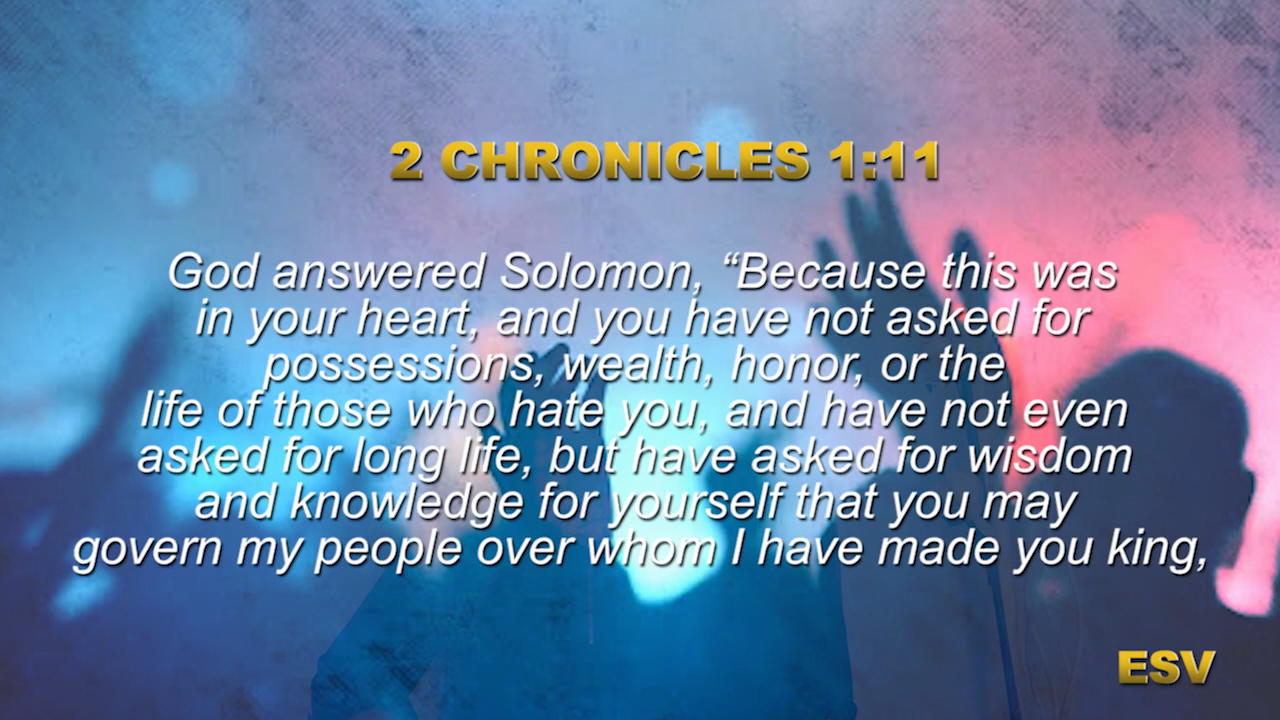 2 CHRONICLES 1:11
God answered Solomon, “Because this was
in your heart, and you have not asked for
possessions, wealth, honor, or the
life of those who hate you, and have not even
asked for long life, but have asked for wisdom
and knowledge for yourself that you may
govern my people over whom I have made you king,
ESV